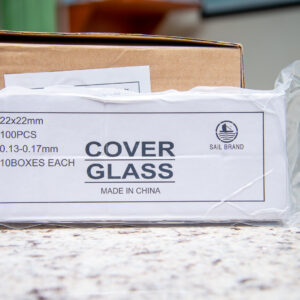 22x22mm
100PCS
0.13-0.17mm
10BOXES EACH
COVER
GLASS
MADE IN CHINA
SAIL BRAND